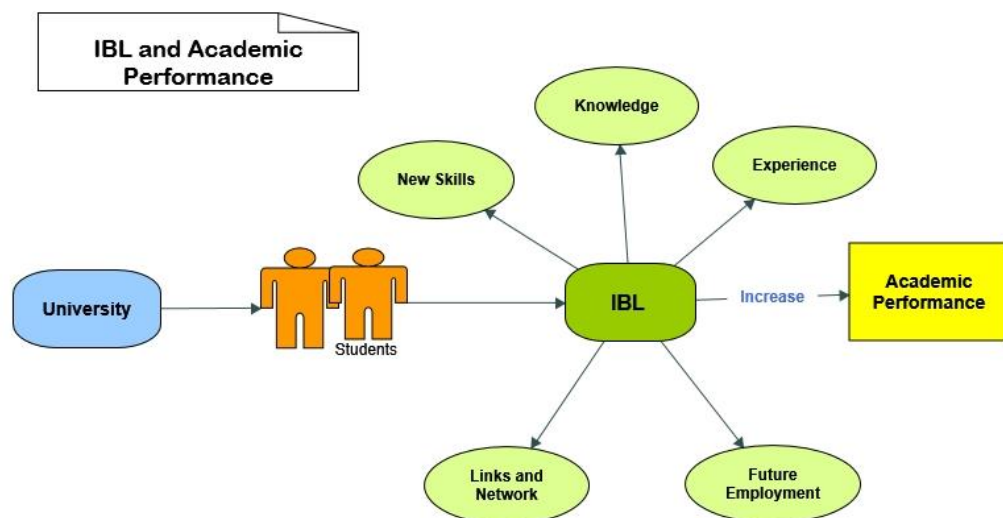 IBL and Academic
Performance
Knowledge
New Skills
Experience
University
Students
IBL
Increase
Academic
Performance
Links and
Network
Future
Employment